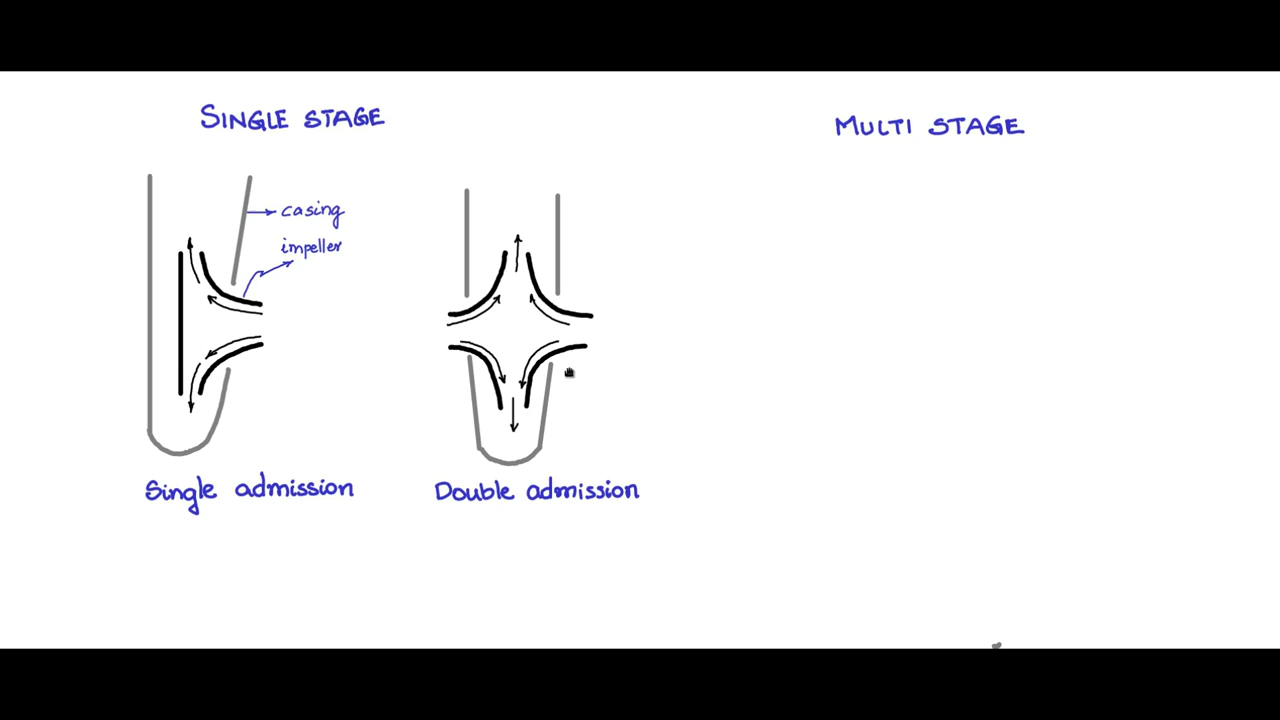 SINGLE STAGE
MULTI STAGE
casing
impeller
Single admission
Double admission